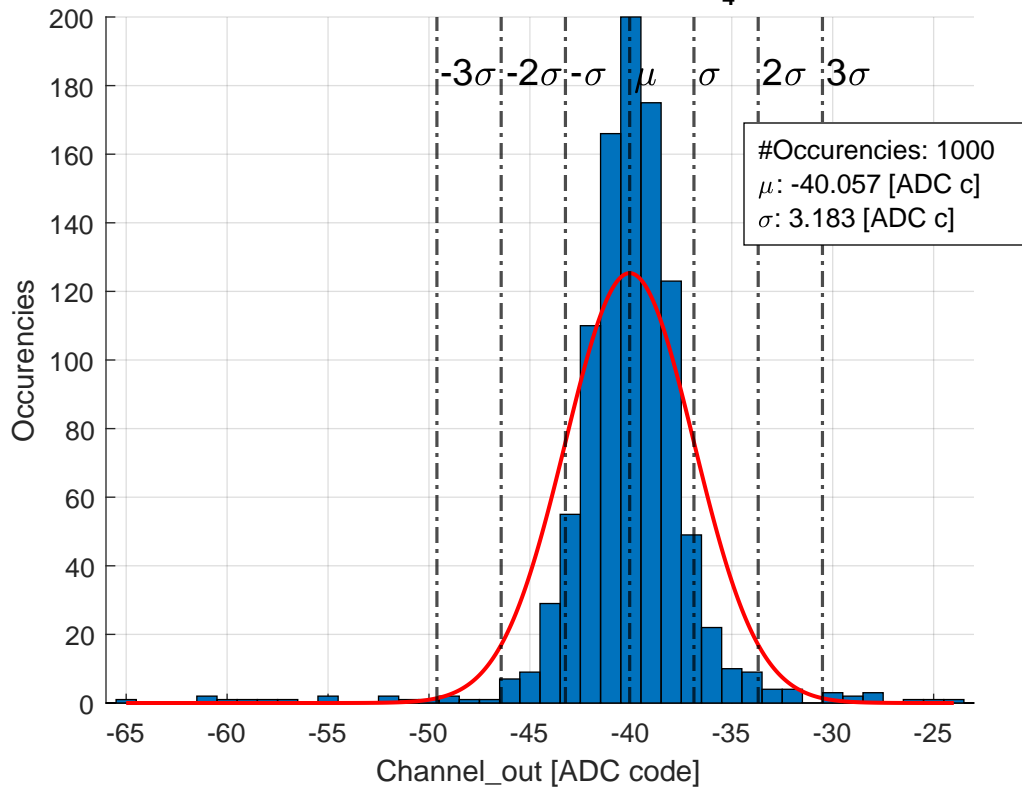 4
200
180
160
140
120
100
80
60
40
20
0
Occurencies
-3σ -2σ -σ μ σ 2σ 3σ
#Occurencies: 1000
μ: -40.057 [ADC c]
σ: 3.183 [ADC c]
-65 -60 -55 -50 -45 -40 -35 -30 -25
Channel_out [ADC code]